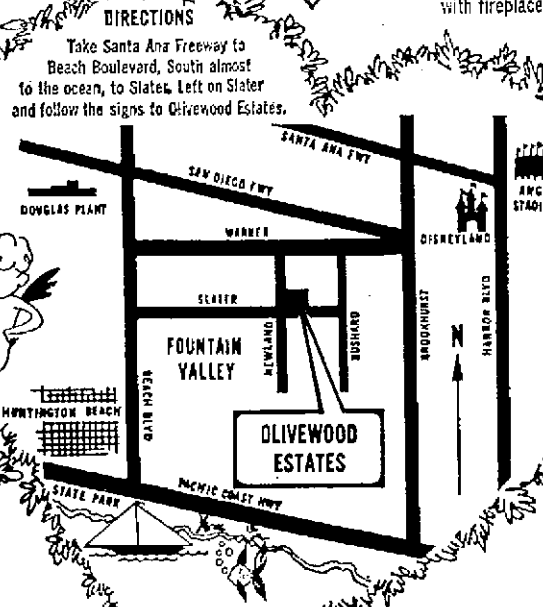 with fireplace
DIRECTIONS
Take Santa Ana Freeway to
Beach Boulevard, South almost
to the ocean, to Slater. Left on Slater
and follow the signs to Olivewood Estates.
SANTA ANA FWY
SAN DIEGO FWY
DOUGLAS PLANT
ANG
STADI
WARNER
DISNEYLAND
SLATER
FOUNTAIN
VALLEY
NEWLAND
BUSHARD
BROOKHURST
HARBOR BLVD
N
BEACH BLVD
HUNTINGTON BEACH
OLIVEWOOD
ESTATES
STATE PARK
PACIFIC COAST HWY